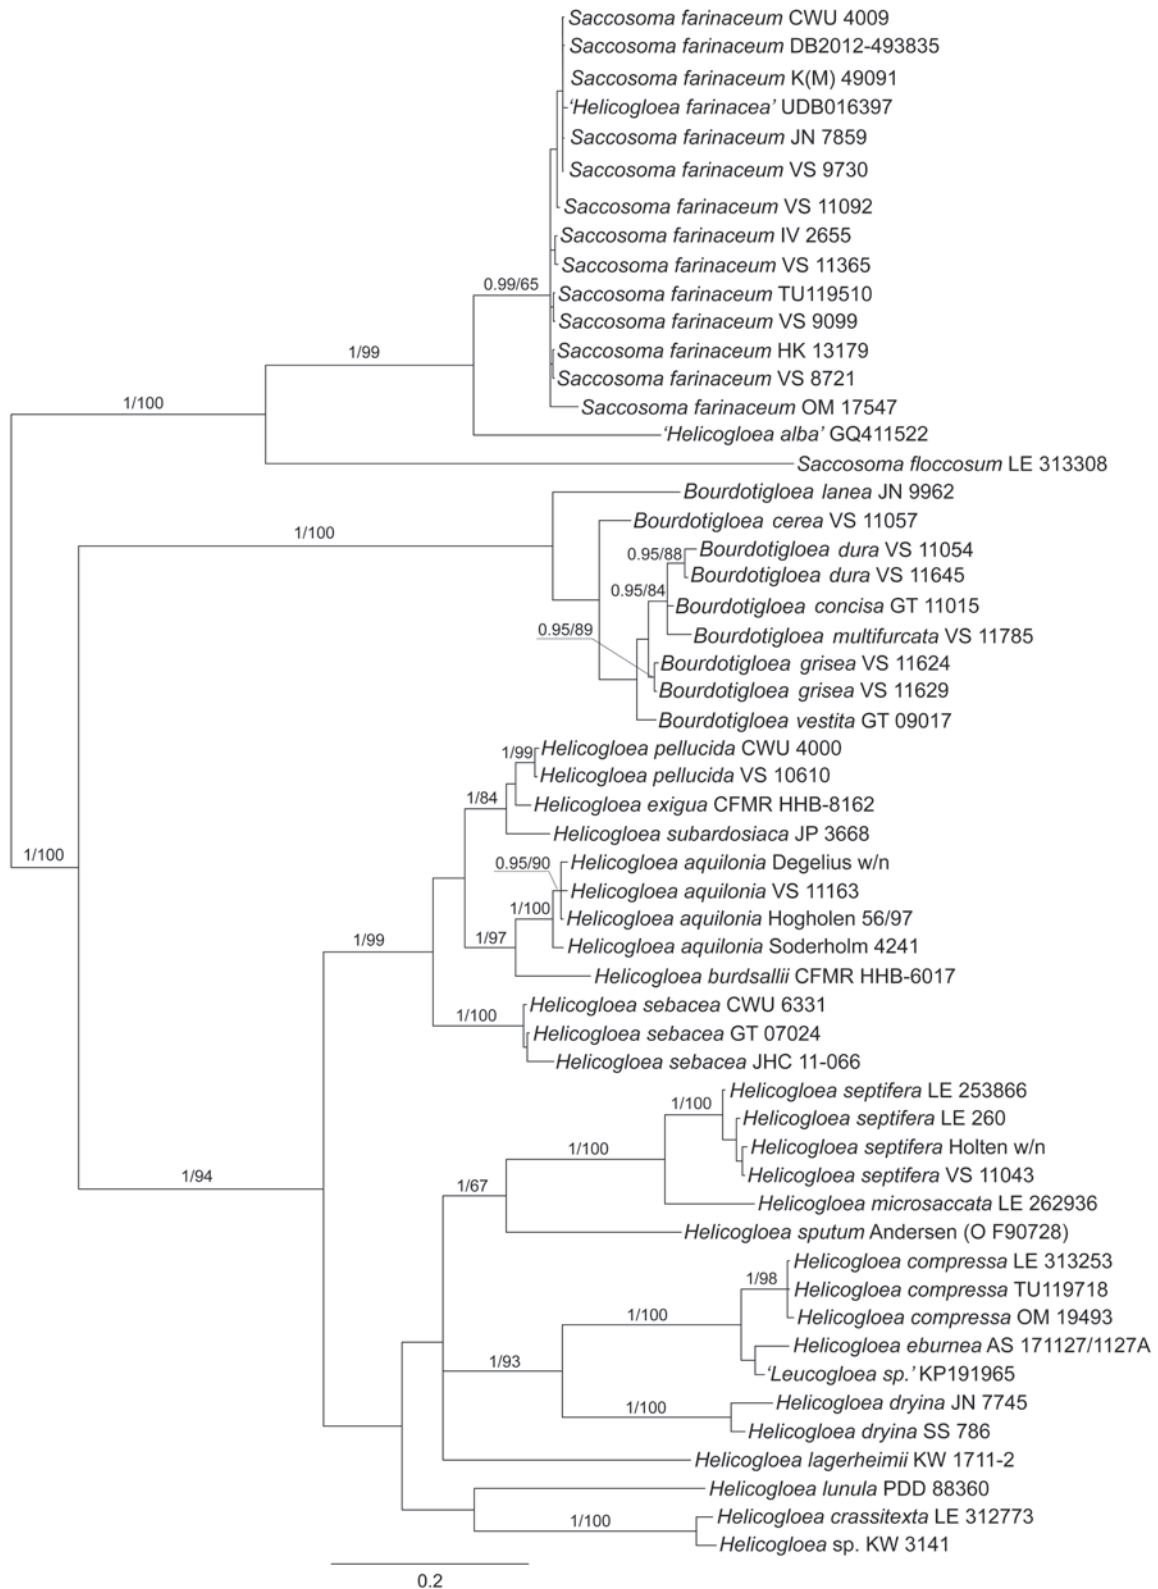 Saccosoma farinaceum CWU 4009
Saccosoma farinaceum DB2012-493835
Saccosoma farinaceum K(M) 49091
‘Helicogloea farinacea’ UDB016397
Saccosoma farinaceum JN 7859
Saccosoma farinaceum VS 9730
Saccosoma farinaceum VS 11092
Saccosoma farinaceum IV 2655
Saccosoma farinaceum VS 11365
0.99/65
Saccosoma farinaceum TU119510
Saccosoma farinaceum VS 9099
Saccosoma farinaceum HK 13179
1/99
Saccosoma farinaceum VS 8721
1/100
Saccosoma farinaceum OM 17547
‘Helicogloea alba’ GQ411522
Saccosoma floccosum LE 313308
Bourdotigloea lanea JN 9962
Bourdotigloea cerea VS 11057
1/100
Bourdotigloea dura VS 11054
0.95/88
Bourdotigloea dura VS 11645
0.95/84
Bourdotigloea concisa GT 11015
0.95/89
Bourdotigloea multifurcata VS 11785
Bourdotigloea grisea VS 11624
Bourdotigloea grisea VS 11629
Bourdotigloea vestita GT 09017
1/99
Helicogloea pellucida CWU 4000
Helicogloea pellucida VS 10610
1/84
Helicogloea exigua CFMR HHB-8162
Helicogloea subardosiaca JP 3668
1/100
0.95/90
Helicogloea aquilonia Degelius w/n
Helicogloea aquilonia VS 11163
1/100
Helicogloea aquilonia Hogholen 56/97
1/99
1/97
Helicogloea aquilonia Soderholm 4241
Helicogloea burdsallii CFMR HHB-6017
Helicogloea sebacea CWU 6331
1/100
Helicogloea sebacea GT 07024
Helicogloea sebacea JHC 11-066
Helicogloea septifera LE 253866
1/100
Helicogloea septifera LE 260
1/100
Helicogloea septifera Holten w/n
1/94
1/67
Helicogloea septifera VS 11043
Helicogloea microsaccata LE 262936
Helicogloea sputum Andersen (O F90728)
Helicogloea compressa LE 313253
1/98
Helicogloea compressa TU119718
1/100
Helicogloea compressa OM 19493
Helicogloea eburnea AS 171127/1127A
1/93
‘Leucogloea sp.’ KP191965
1/100
Helicogloea dryina JN 7745
Helicogloea dryina SS 786
Helicogloea lagerheimii KW 1711-2
Helicogloea lunula PDD 88360
1/100
Helicogloea crassitexta LE 312773
Helicogloea sp. KW 3141
0.2